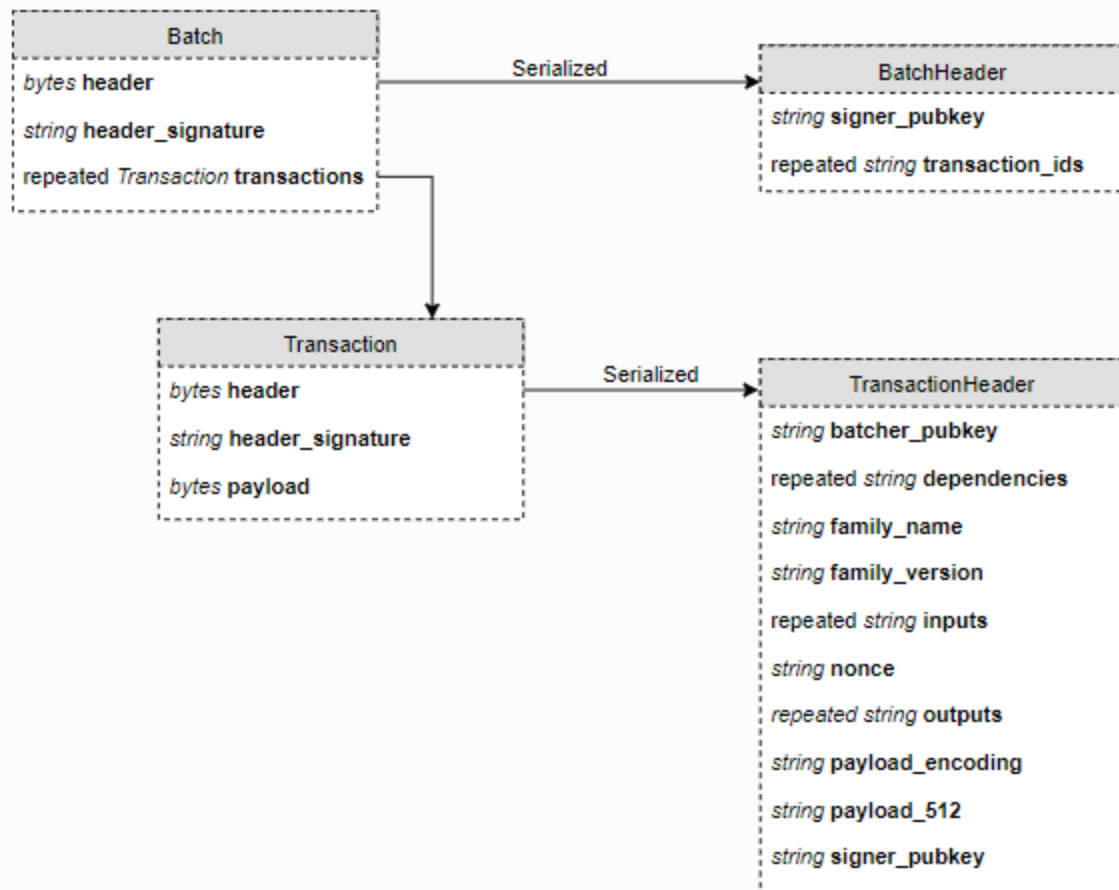 Batch
bytes header
string header_signature
repeated Transaction transactions
Serialized
BatchHeader
string signer_pubkey
repeated string transaction_ids
Transaction
bytes header
string header_signature
bytes payload
Serialized
TransactionHeader
string batcher_pubkey
repeated string dependencies
string family_name
string family_version
repeated string inputs
string nonce
repeated string outputs
string payload_encoding
string payload_512
string signer_pubkey